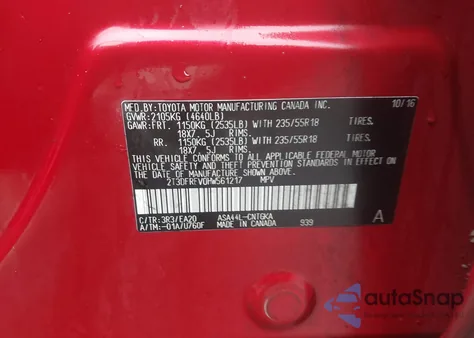 MFD.BY:TOYOTA MOTOR MANUFACTURING CANADA INC. 10/16
GVWR:2105KG (4640LB)
GAWR:FRT. 1150KG (2535LB) WITH 235/55R18 TIRES.
18X7.5J RIMS.
RR. 1150KG (2535LB) WITH 235/55R18 TIRES.
18X7.5J RIMS.
THIS VEHICLE CONFORMS TO ALL APPLICABLE FEDERAL MOTOR
VEHICLE SAFETY AND THEFT PREVENTION STANDARDS IN EFFECT
ON THE DATE OF MANUFACTURE SHOWN ABOVE.
2T3DFREV0HW561217 MPV
C/TR:3R3/EA20 ASA44L-CNTGKA A
A/TM:-01A/U760F MADE IN CANADA 939
autoSnap